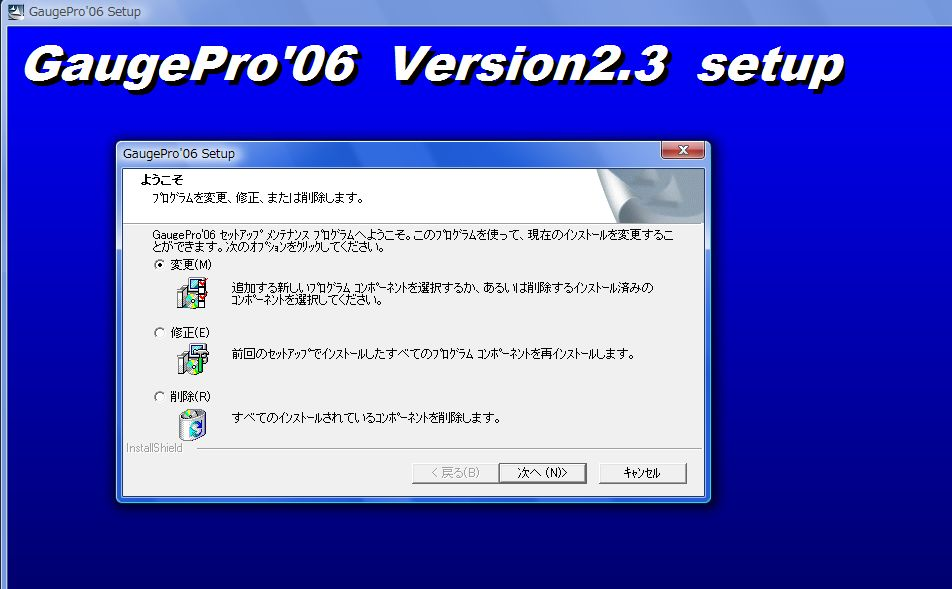 GaugePro'06 Setup
GaugePro'06 Version2.3 setup
GaugePro'06 Setup
ようこそ
プログラムを変更、修正、または削除します。
GaugePro'06 セットアップ メンテナンス プログラムへようこそ。このプログラムを使って、現在のインストールを変更するこ
とができます。次のオプションをクリックしてください。
変更(M)
追加する新しいプログラム コンポーネントを選択するか、あるいは削除するインストール済みの
コンポーネントを選択してください。
修正(E)
前回のセットアップでインストールしたすべてのプログラム コンポーネントを再インストールします。
削除(R)
すべてのインストールされているコンポーネントを削除します。
InstallShield
< 戻る(B) 次へ (N)> キャンセル